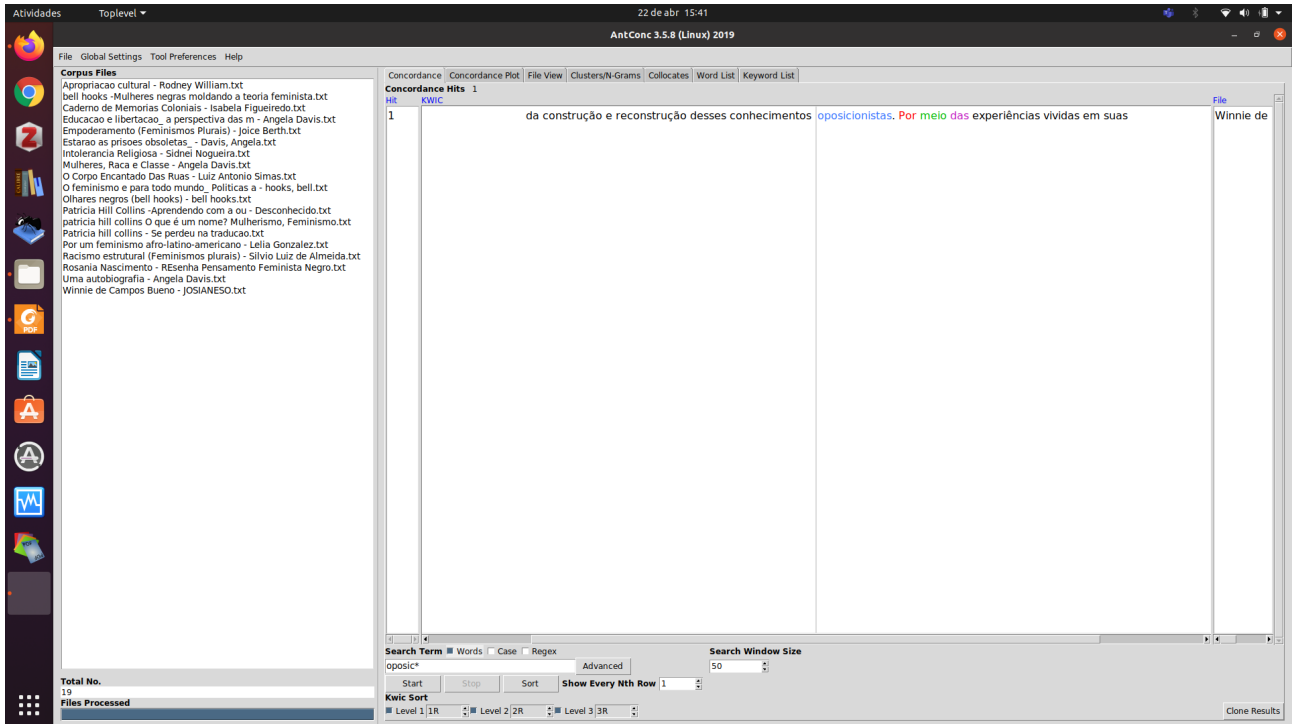 Atividades Toplevel 22 de abr 15:41
AntConc 3.5.8 (Linux) 2019
File Global Settings Tool Preferences Help
Corpus Files
Apropriacao cultural - Rodney William.txt
bell hooks -Mulheres negras moldando a teoria feminista.txt
Caderno de Memorias Coloniais - Isabela Figueiredo.txt
Educacao e libertacao_ a perspectiva das m - Angela Davis.txt
Empoderamento (Feminismos Plurais) - Joice Berth.txt
Estarao as prisoes obsoletas_ - Davis, Angela.txt
Intolerancia Religiosa - Sidnei Nogueira.txt
Mulheres, Raca e Classe - Angela Davis.txt
O Corpo Encantado Das Ruas - Luiz Antonio Simas.txt
O feminismo e para todo mundo_ Politicas a - hooks, bell.txt
Olhares negros (bell hooks) - bell hooks.txt
Patricia Hill Collins -Aprendendo com a ou - Desconhecido.txt
patricia hill collins O que é um nome? Mulherismo, Feminismo.txt
Patricia hill collins - Se perdeu na traducao.txt
Por um feminismo afro-latino-americano - Lelia Gonzalez.txt
Racismo estrutural (Feminismos plurais) - Silvio Luiz de Almeida.txt
Rosania Nascimento - REsenha Pensamento Feminista Negro.txt
Uma autobiografia - Angela Davis.txt
Winnie de Campos Bueno - JOSIANESO.txt
Total No.
19
Files Processed
Concordance Concordance Plot File View Clusters/N-Grams Collocates Word List Keyword List
Concordance Hits 1
Hit KWIC File
1 da construção e reconstrução desses conhecimentos oposicionistas. Por meio das experiências vividas em suas Winnie de
Search Term Words Case Regex Search Window Size
oposic* Advanced 50
Start Stop Sort Show Every Nth Row 1
Kwic Sort
Level 1 1R Level 2 2R Level 3 3R Clone Results
PDF